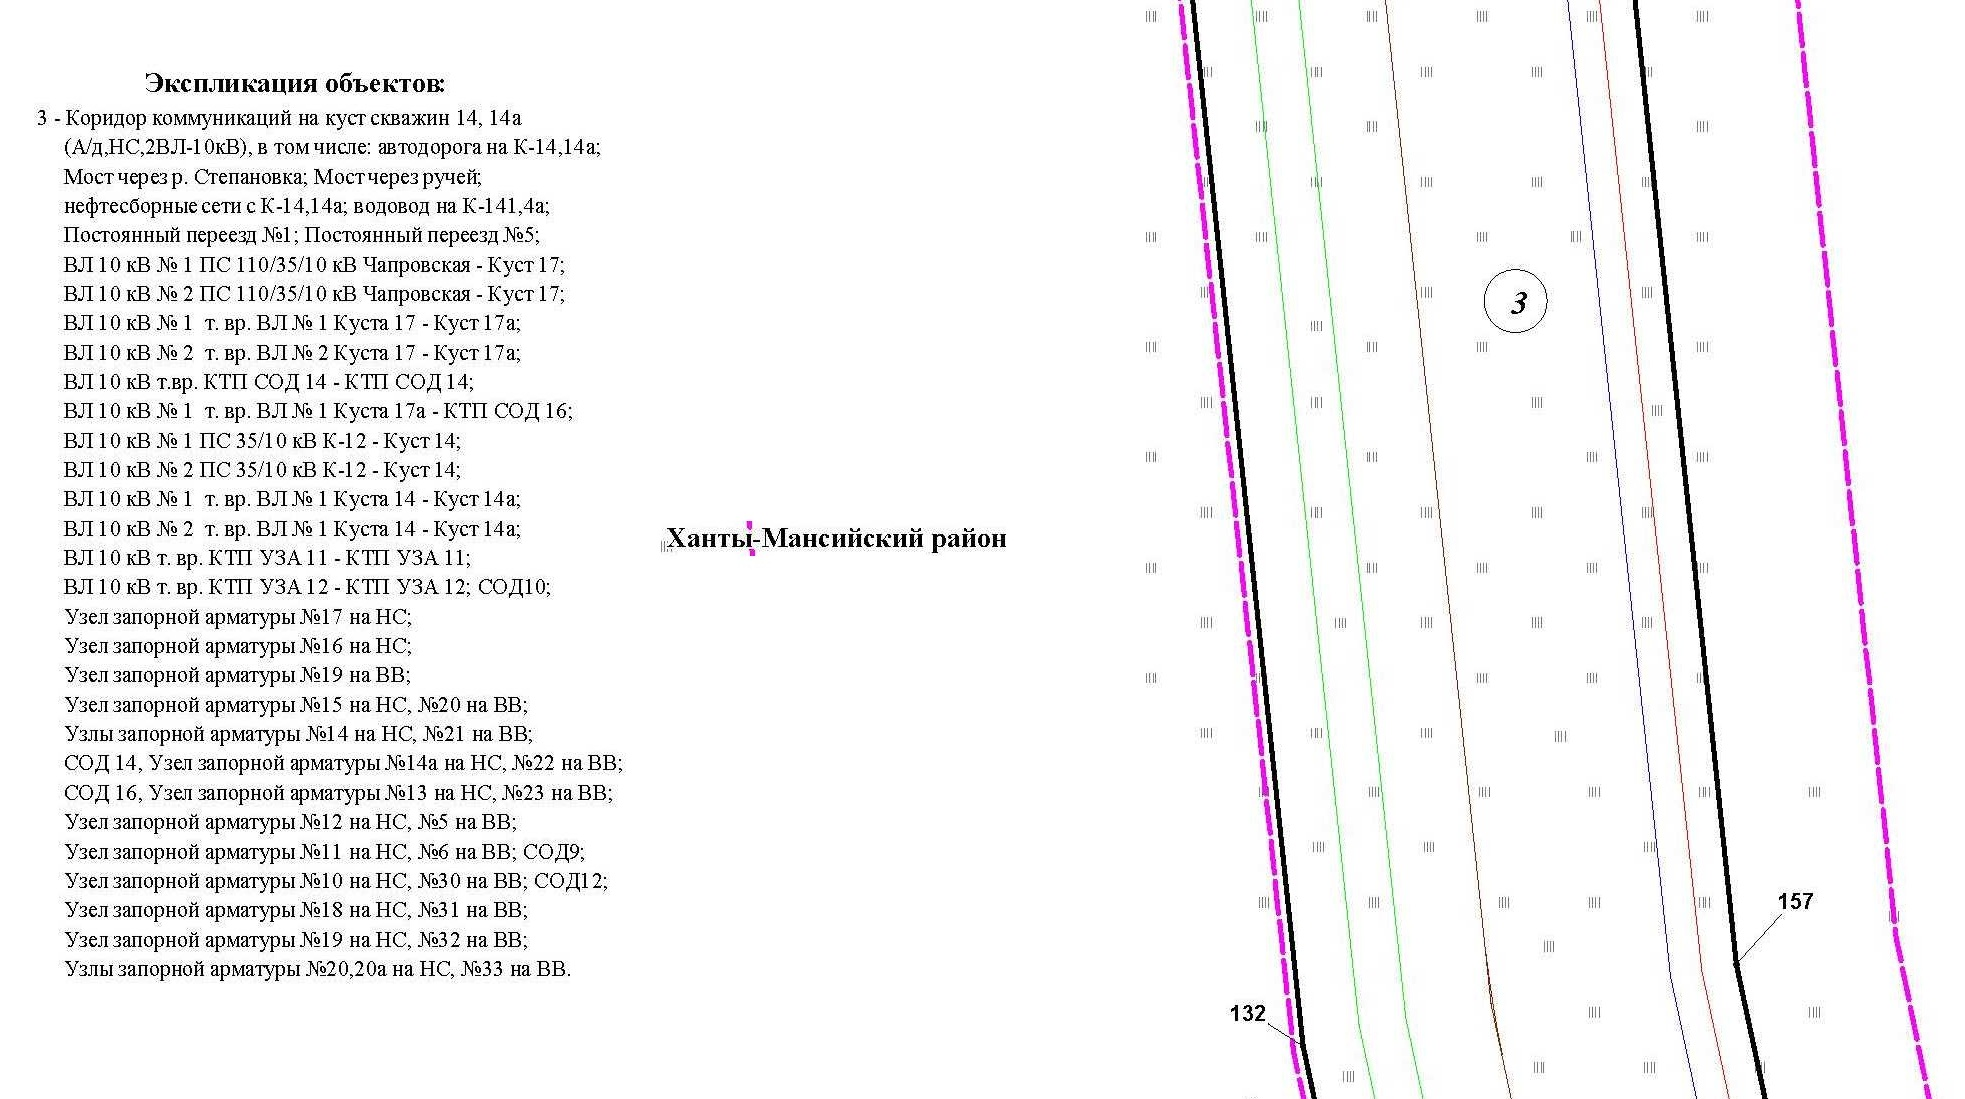 Экспликация объектов:
3 - Коридор коммуникаций на куст скважин 14, 14а
(А/д,НС,2ВЛ-10кВ), в том числе: автодорога на К-14,14а;
Мост через р. Степановка; Мост через ручей;
нефтесборные сети с К-14,14а; водовод на К-141,4а;
Постоянный переезд №1; Постоянный переезд №5;
ВЛ 10 кВ № 1 ПС 110/35/10 кВ Чапровская - Куст 17;
ВЛ 10 кВ № 2 ПС 110/35/10 кВ Чапровская - Куст 17;
ВЛ 10 кВ № 1 т. вр. ВЛ № 1 Куста 17 - Куст 17а;
ВЛ 10 кВ № 2 т. вр. ВЛ № 2 Куста 17 - Куст 17а;
ВЛ 10 кВ т.вр. КТП СОД 14 - КТП СОД 14;
ВЛ 10 кВ № 1 т. вр. ВЛ № 1 Куста 17а - КТП СОД 16;
ВЛ 10 кВ № 1 ПС 35/10 кВ К-12 - Куст 14;
ВЛ 10 кВ № 2 ПС 35/10 кВ К-12 - Куст 14;
ВЛ 10 кВ № 1 т. вр. ВЛ № 1 Куста 14 - Куст 14а;
ВЛ 10 кВ № 2 т. вр. ВЛ № 1 Куста 14 - Куст 14а;
ВЛ 10 кВ т. вр. КТП УЗА 11 - КТП УЗА 11;
ВЛ 10 кВ т. вр. КТП УЗА 12 - КТП УЗА 12; СОД10;
Узел запорной арматуры №17 на НС;
Узел запорной арматуры №16 на НС;
Узел запорной арматуры №19 на ВВ;
Узел запорной арматуры №15 на НС, №20 на ВВ;
Узлы запорной арматуры №14 на НС, №21 на ВВ;
СОД 14, Узел запорной арматуры №14а на НС, №22 на ВВ;
СОД 16, Узел запорной арматуры №13 на НС, №23 на ВВ;
Узел запорной арматуры №12 на НС, №5 на ВВ;
Узел запорной арматуры №11 на НС, №6 на ВВ; СОД9;
Узел запорной арматуры №10 на НС, №30 на ВВ; СОД12;
Узел запорной арматуры №18 на НС, №31 на ВВ;
Узел запорной арматуры №19 на НС, №32 на ВВ;
Узлы запорной арматуры №20,20а на НС, №33 на ВВ.
Ханты-Мансийский район
3
157
132